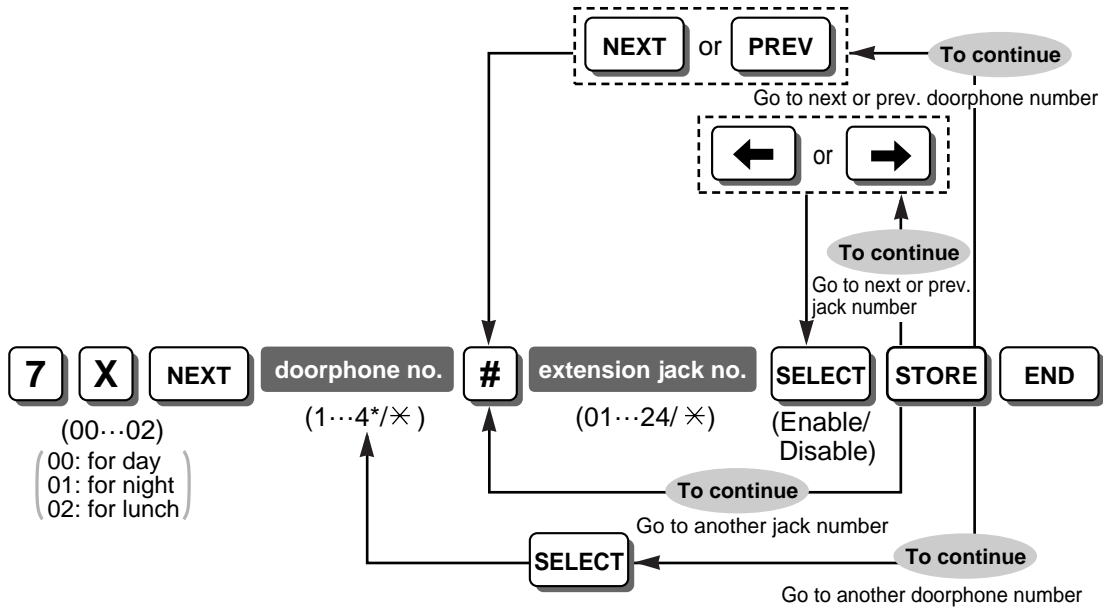 NEXT or PREV
To continue
Go to next or prev. doorphone number
← or →
To continue
Go to next or prev.
jack number
7 X NEXT doorphone no. # extension jack no. SELECT STORE END
(00···02)
(1···4*/✳)
(01···24/ ✳)
(Enable/
Disable)
00: for day
01: for night
02: for lunch
To continue
Go to another jack number
SELECT
To continue
Go to another doorphone number